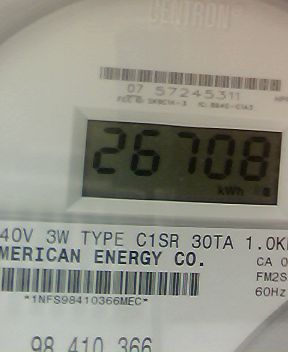 CENTRON®
07 57245311
26708
kWh
40V 3W TYPE C1SR 30TA 1.0K
MERICAN ENERGY CO.
CA 0
FM2S
60Hz
*1NFS98410366MEC*
98 410 366